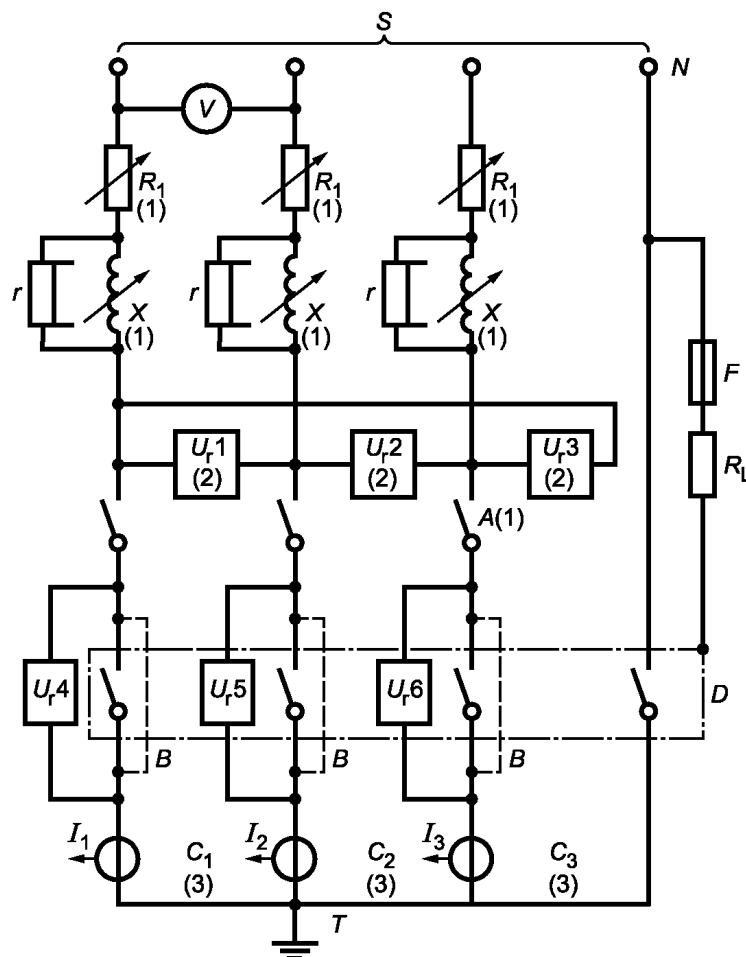 S
N
V
R₁ R₁ R₁
(1) (1) (1)
r X r X r X
(1) (1) (1)
F
Uᵣ1 Uᵣ2 Uᵣ3
(2) (2) (2)
R_L
A(1)
Uᵣ4 Uᵣ5 Uᵣ6 D
B B B
I₁ C₁ I₂ C₂ I₃ C₃
(3) (3) (3)
T